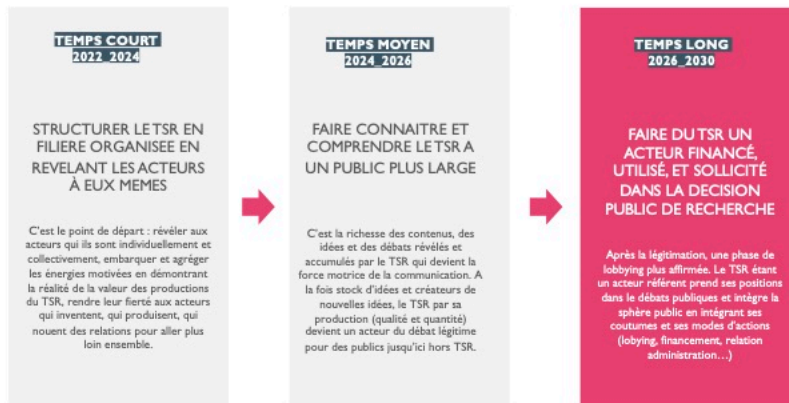 TEMPS COURT
2022_2024
STRUCTURER LE TSR EN
FILIERE ORGANISEE EN
REVELANT LES ACTEURS
À EUX MEMES
C'est le point de départ : révéler aux
acteurs qui ils sont individuellement et
collectivement, embarquer et agréger
les énergies motivées en démontrant
la réalité de la valeur des productions
du TSR, rendre leur fierté aux acteurs
qui inventent, qui produisent, qui
nouent des relations pour aller plus
loin ensemble.
TEMPS MOYEN
2024_2026
FAIRE CONNAITRE ET
COMPRENDRE LE TSR A
UN PUBLIC PLUS LARGE
C'est la richesse des contenus, des
idées et des débats révélés et
accumulés par le TSR qui devient la
force motrice de la communication. A
la fois stock d'idées et créateurs de
nouvelles idées, le TSR par sa
production (qualité et quantité)
devient un acteur du débat légitime
pour des publics jusqu'ici hors TSR.
TEMPS LONG
2026_2030
FAIRE DU TSR UN
ACTEUR FINANCÉ,
UTILISÉ, ET SOLLICITÉ
DANS LA DECISION
PUBLIC DE RECHERCHE
Après la légitimation, une phase de
lobbying plus affirmée. Le TSR étant
un acteur référent prend ses positions
dans le débats publiques et intègre la
sphère public en intégrant ses
coutumes et ses modes d'actions
(lobying, financement, relation
administration…)